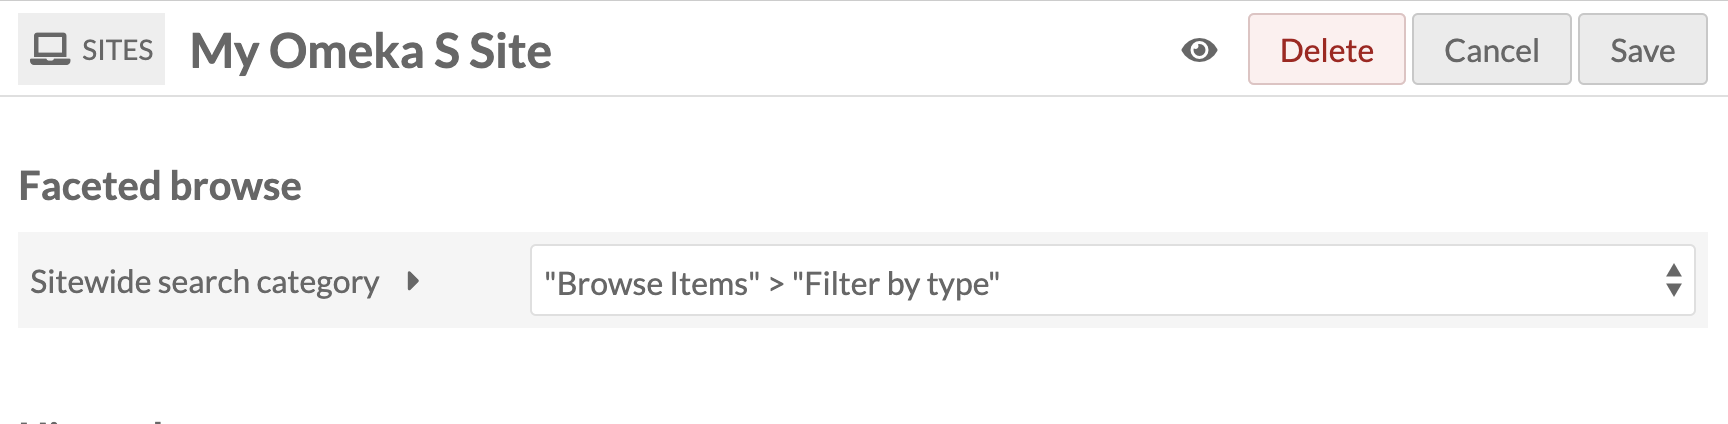 SITES My Omeka S Site Delete Cancel Save
Faceted browse
Sitewide search category "Browse Items" > "Filter by type"